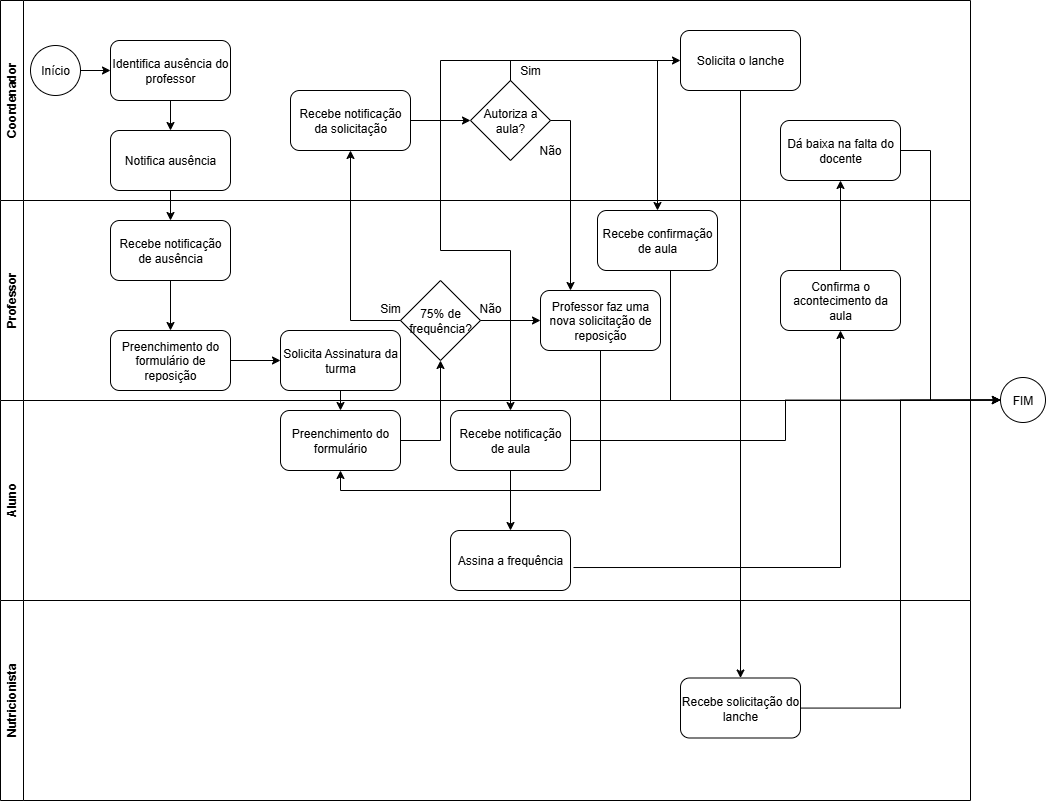 Coordenador
Início
Identifica ausência do
professor
Notifica ausência
Recebe notificação
da solicitação
Autoriza a
aula?
Sim
Não
Solicita o lanche
Dá baixa na falta do
docente
Professor
Recebe notificação
de ausência
Preenchimento do
formulário de
reposição
Solicita Assinatura da
turma
Sim
75% de
frequência?
Não
Professor faz uma
nova solicitação de
reposição
Recebe confirmação
de aula
Confirma o
acontecimento da
aula
FIM
Aluno
Preenchimento do
formulário
Recebe notificação
de aula
Assina a frequência
Nutricionista
Recebe solicitação do
lanche